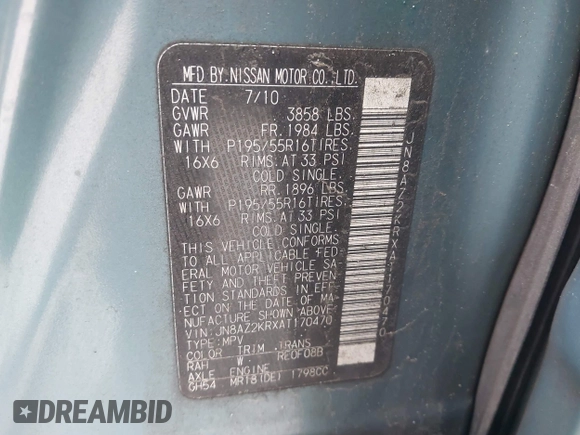 MFD BY NISSAN MOTOR CO.,LTD.
DATE 7/10
GVWR 3858 LBS.
GAWR FR. 1984 LBS.
WITH P195/55R16TIRES.
16X6 RIMS.AT 33 PSI
COLD SINGLE.
GAWR RR. 1896 LBS.
WITH P195/55R16TIRES.
16X6 RIMS.AT 33 PSI
COLD SINGLE.
THIS VEHICLE CONFORMS
TO ALL APPLICABLE FED-
ERAL MOTOR VEHICLE SA-
FETY AND THEFT PREVEN-
TION STANDARDS IN EFF-
ECT ON THE DATE OF MA-
NUFACTURE SHOWN ABOVE.
VIN:JN8AZ2KRXAT170470
TYPE: MPV
COLOR TRIM .TRANS
RAH W RE0F08B
AXLE ENGINE
GH54 MR18(DE) 1798CC
JN8AZ2KRXAT170470
DREAMBID